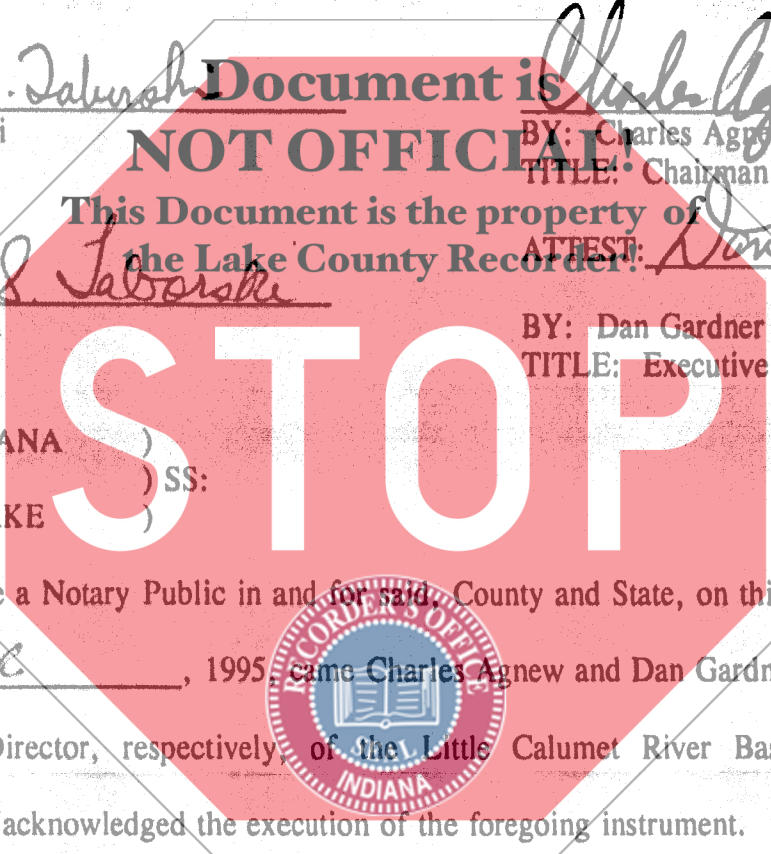 Taborski
Document is
i
NOT OFFICIAL!
BY: Charles Agne
TITLE: Chairman
This Document is the property of
ATTEST:
the Lake County Recorder!
S. Taborski
BY: Dan Gardner
TITLE: Executive
STOP
ANA )
) SS:
KE )
e a Notary Public in and for said, County and State, on thi
, 1995, came Charles Agnew and Dan Gardn
Director, respectively, of the Little Calumet River Bas
acknowledged the execution of the foregoing instrument.
RECORDER'S OFFICE
SEAL
INDIANA